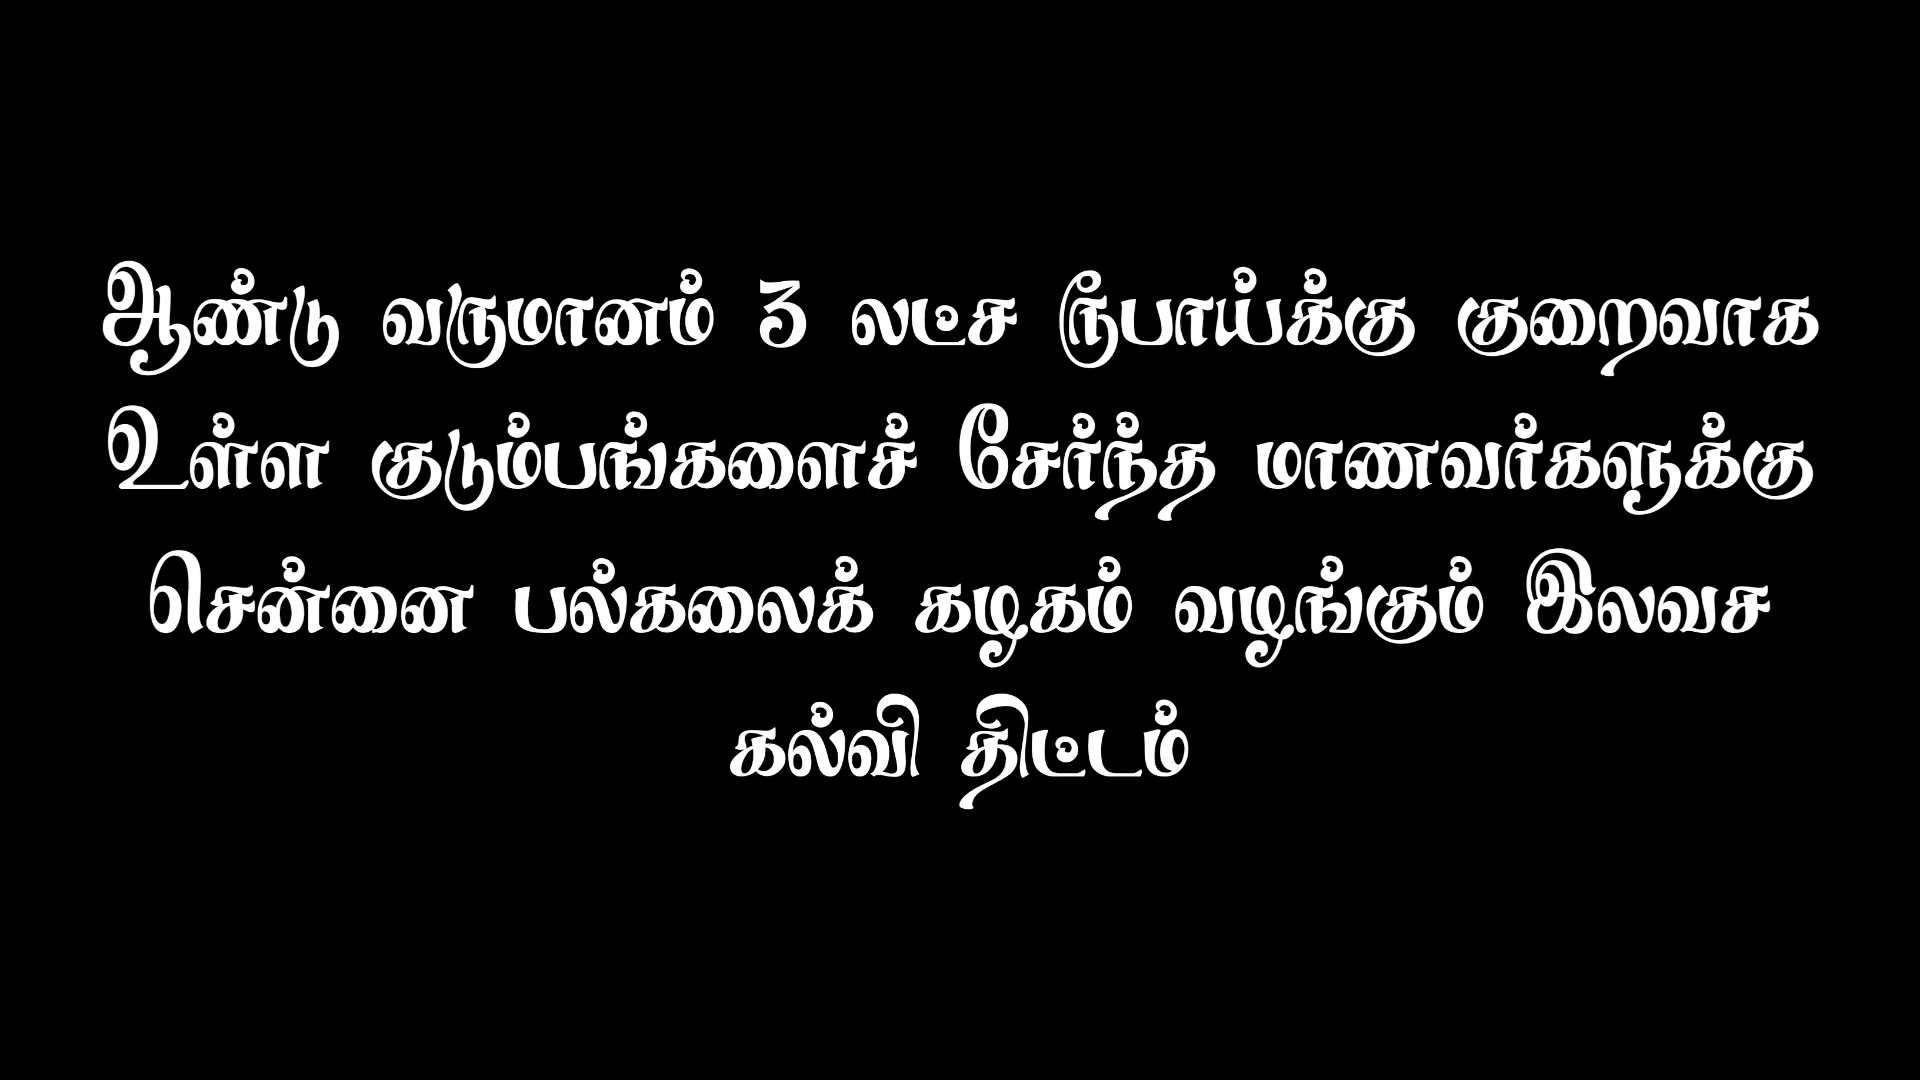 ஆண்டு வருமானம் 3 லட்ச ரூபாய்க்கு குறைவாக
உள்ள குடும்பங்களைச் சேர்ந்த மாணவர்களுக்கு
சென்னை பல்கலைக் கழகம் வழங்கும் இலவச
கல்வி திட்டம்